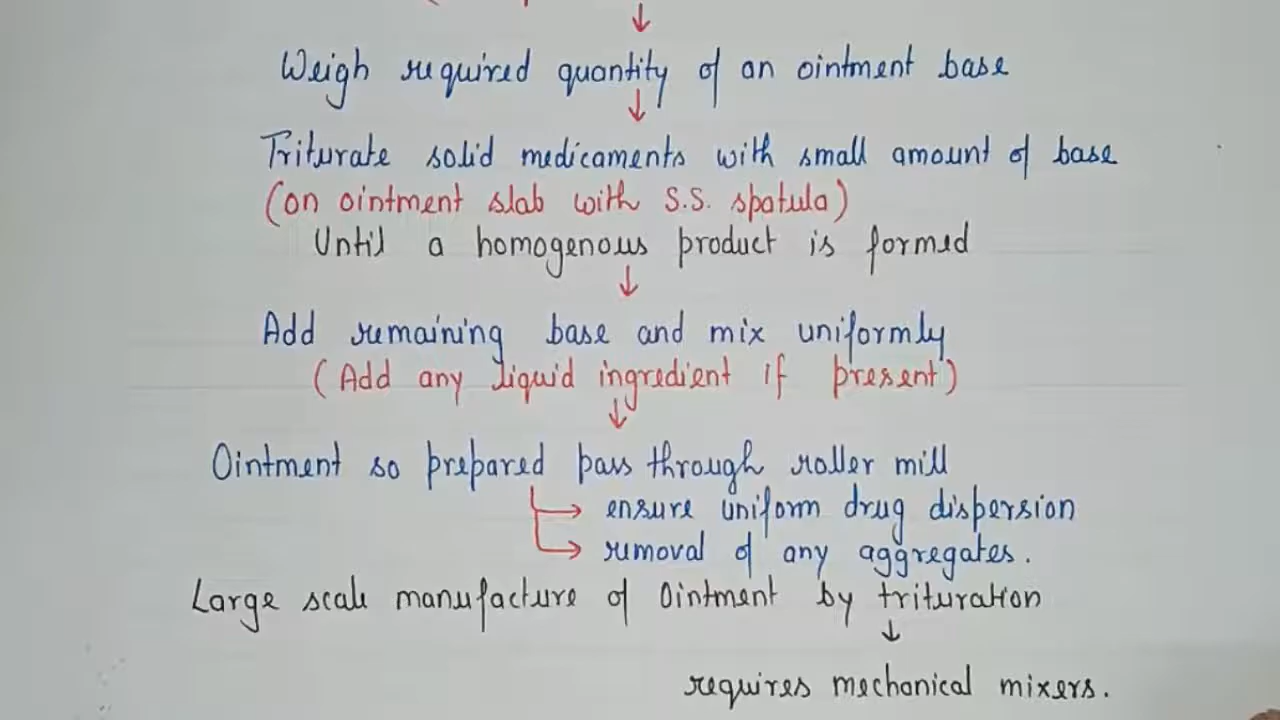 ↓
Weigh required quantity of an ointment base
↓
Triturate solid medicaments with small amount of base
(on ointment slab with S.S. spatula)
Until a homogenous product is formed
↓
Add remaining base and mix uniformly
(Add any liquid ingredient if present)
↓
Ointment so prepared pass through roller mill
→ ensure uniform drug dispersion
→ removal of any aggregates.
Large scale manufacture of Ointment by trituration
↓
requires mechanical mixers.